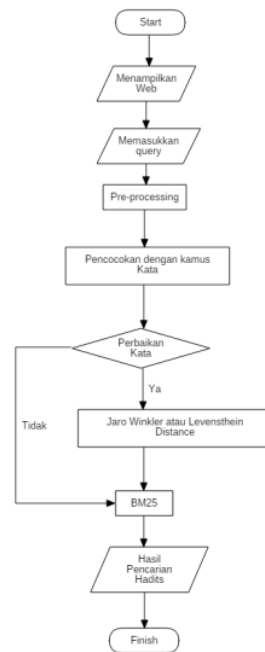 Start
Menampilkan
Web
Memasukkan
query
Pre-processing
Pencocokan dengan kamus
Kata
Perbaikan
Kata
Ya
Tidak
Jaro Winkler atau Levensthein
Distance
BM25
Hasil
Pencarian
Hadits
Finish